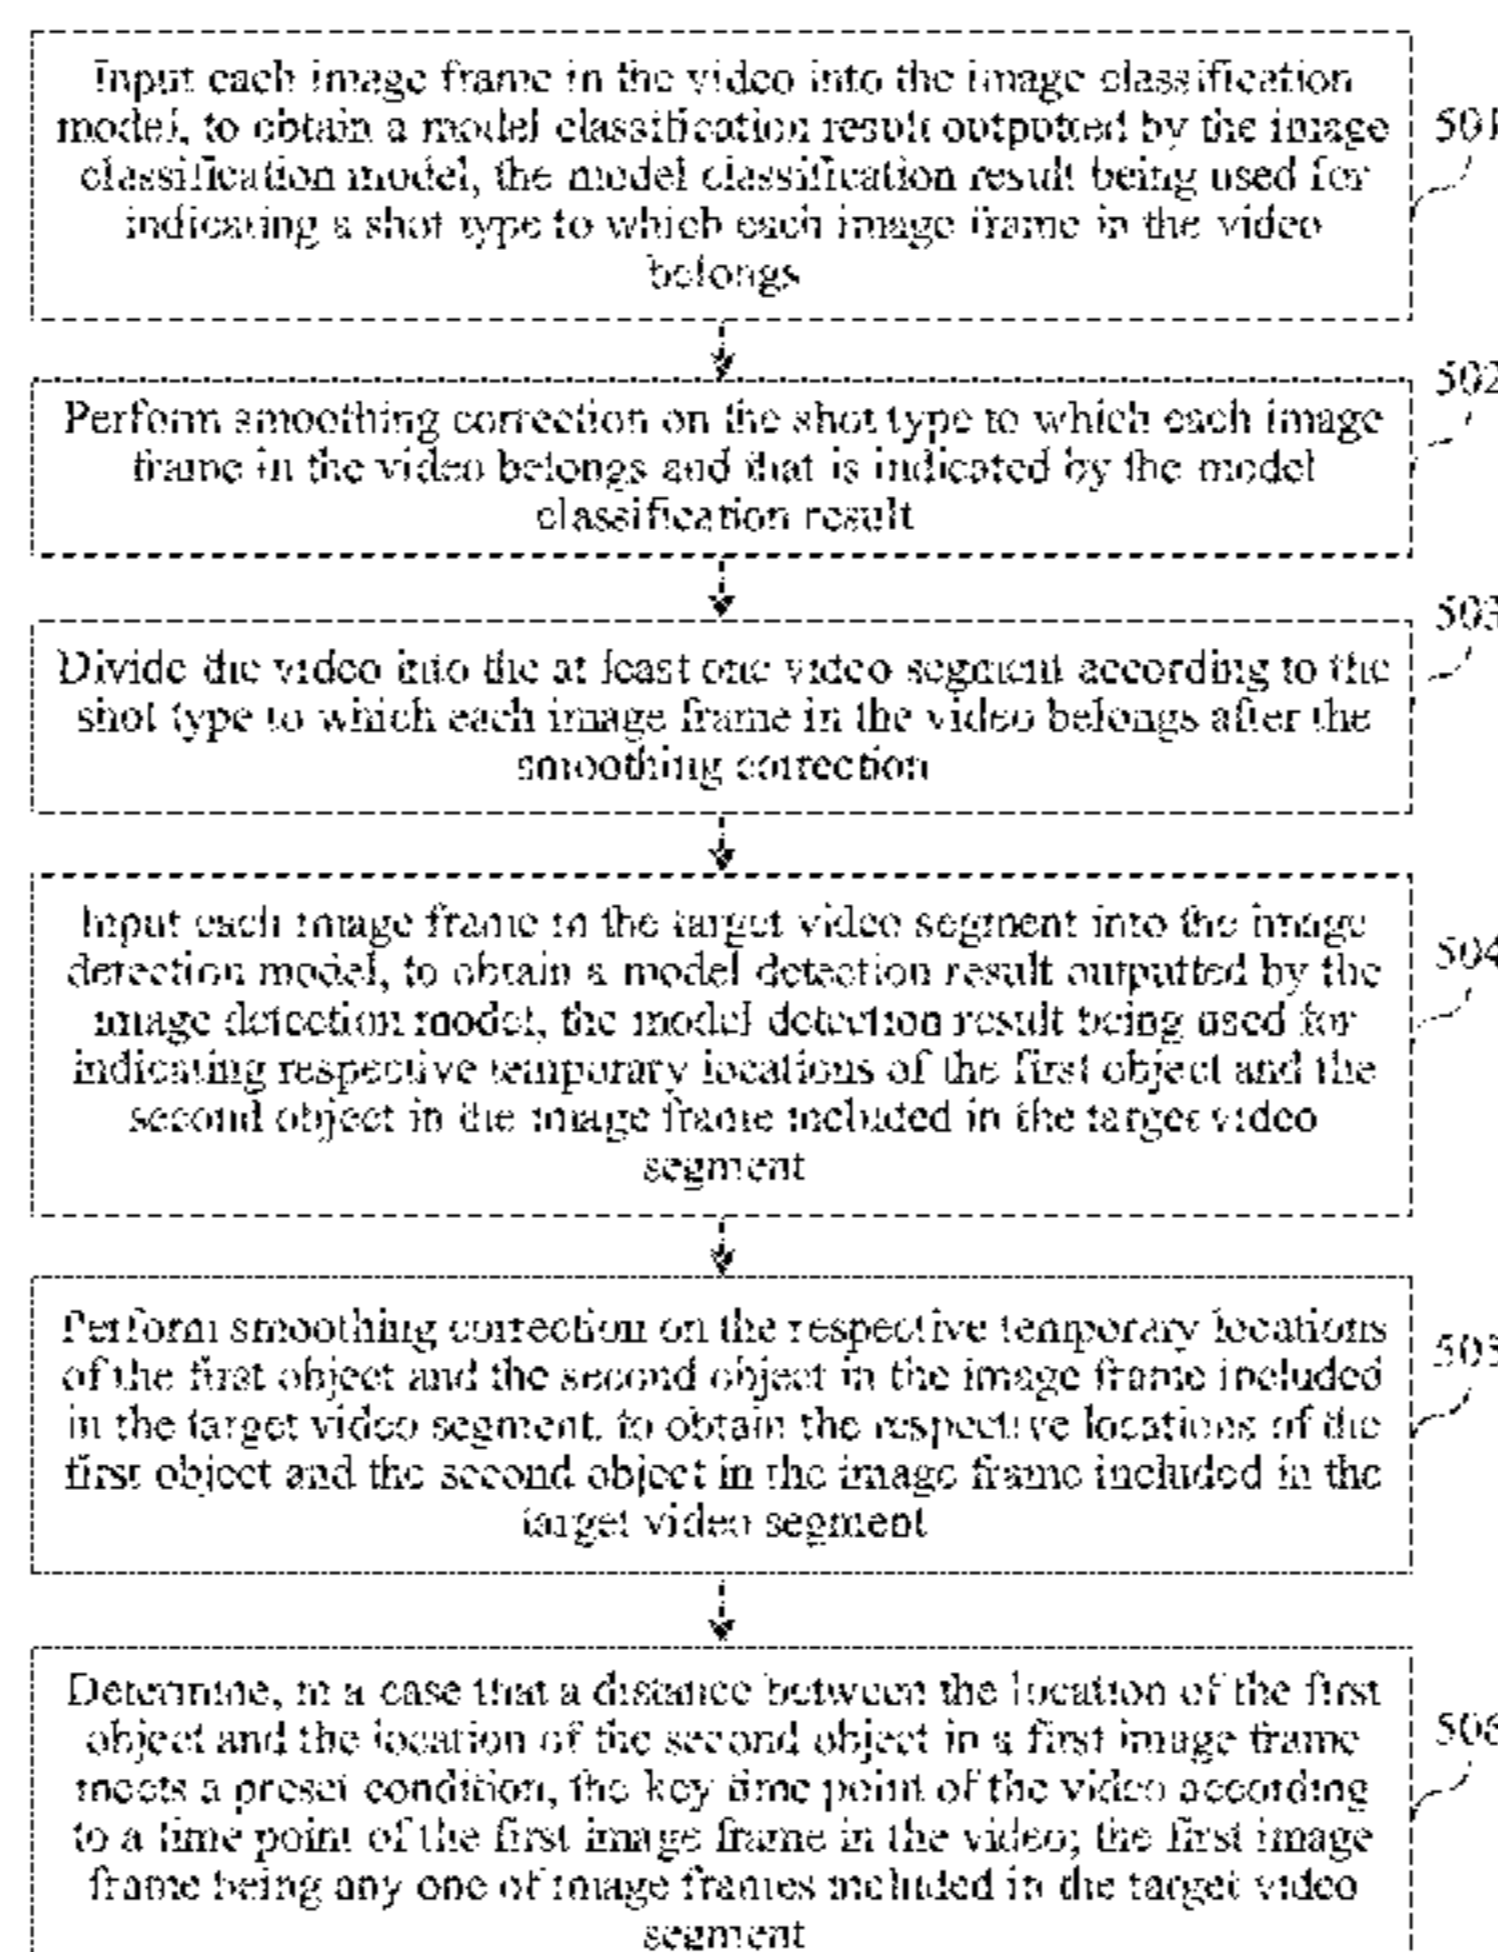 Input each image frame in the video into the image classification
model, to obtain a model classification result outputted by the image
classification model, the model classification result being used for
indicating a shot type to which each image frame in the video
belongs
501
Perform smoothing correction on the shot type to which each image
frame in the video belongs and that is indicated by the model
classification result
502
Divide the video into the at least one video segment according to the
shot type to which each image frame in the video belongs after the
smoothing correction
503
Input each image frame in the target video segment into the image
detection model, to obtain a model detection result outputted by the
image detection model, the model detection result being used for
indicating respective temporary locations of the first object and the
second object in the image frame included in the target video
segment
504
Perform smoothing correction on the respective temporary locations
of the first object and the second object in the image frame included
in the target video segment, to obtain the respective locations of the
first object and the second object in the image frame included in the
target video segment
505
Determine, in a case that a distance between the location of the first
object and the location of the second object in a first image frame
meets a preset condition, the key time point of the video according
to a time point of the first image frame in the video; the first image
frame being any one of image frames included in the target video
segment
506